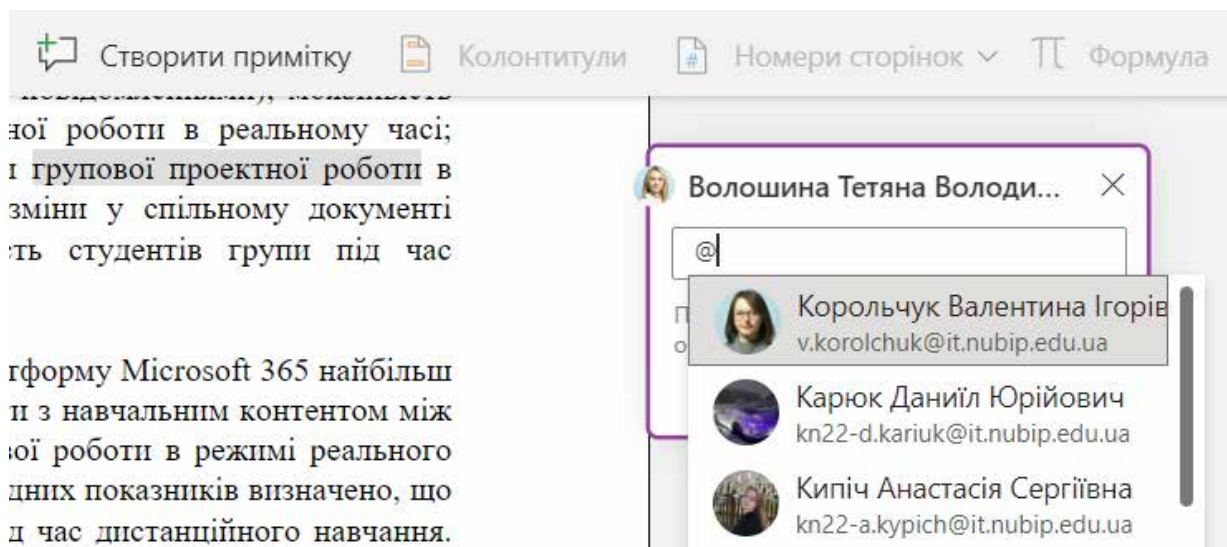 Створити примітку Колонтитули Номери сторінок Формула
повідомленнями), можливість
ної роботи в реальному часі;
и групової проектної роботи в
зміни у спільному документі
ть студентів групи під час
тформу Microsoft 365 найбільш
и з навчальним контентом між
ої роботи в режимі реального
дних показників визначено, що
д час дистанційного навчання.
Волошина Тетяна Володи...
@
Корольчук Валентина Ігорів
v.korolchuk@it.nubip.edu.ua
Карюк Даниїл Юрійович
kn22-d.kariuk@it.nubip.edu.ua
Кипіч Анастасія Сергіївна
kn22-a.kypich@it.nubip.edu.ua